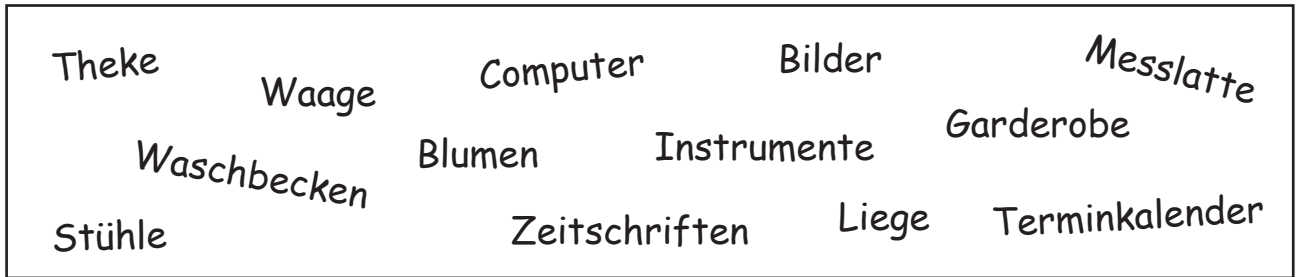 Theke
Waage
Computer
Bilder
Messlatte
Waschbecken
Blumen
Instrumente
Garderobe
Stühle
Zeitschriften
Liege
Terminkalender